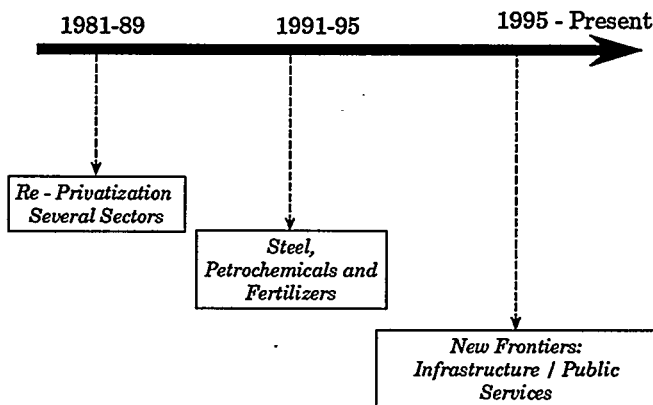 1981-89
1991-95
1995 - Present
Re - Privatization
Several Sectors
Steel,
Petrochemicals and
Fertilizers
New Frontiers:
Infrastructure / Public
Services